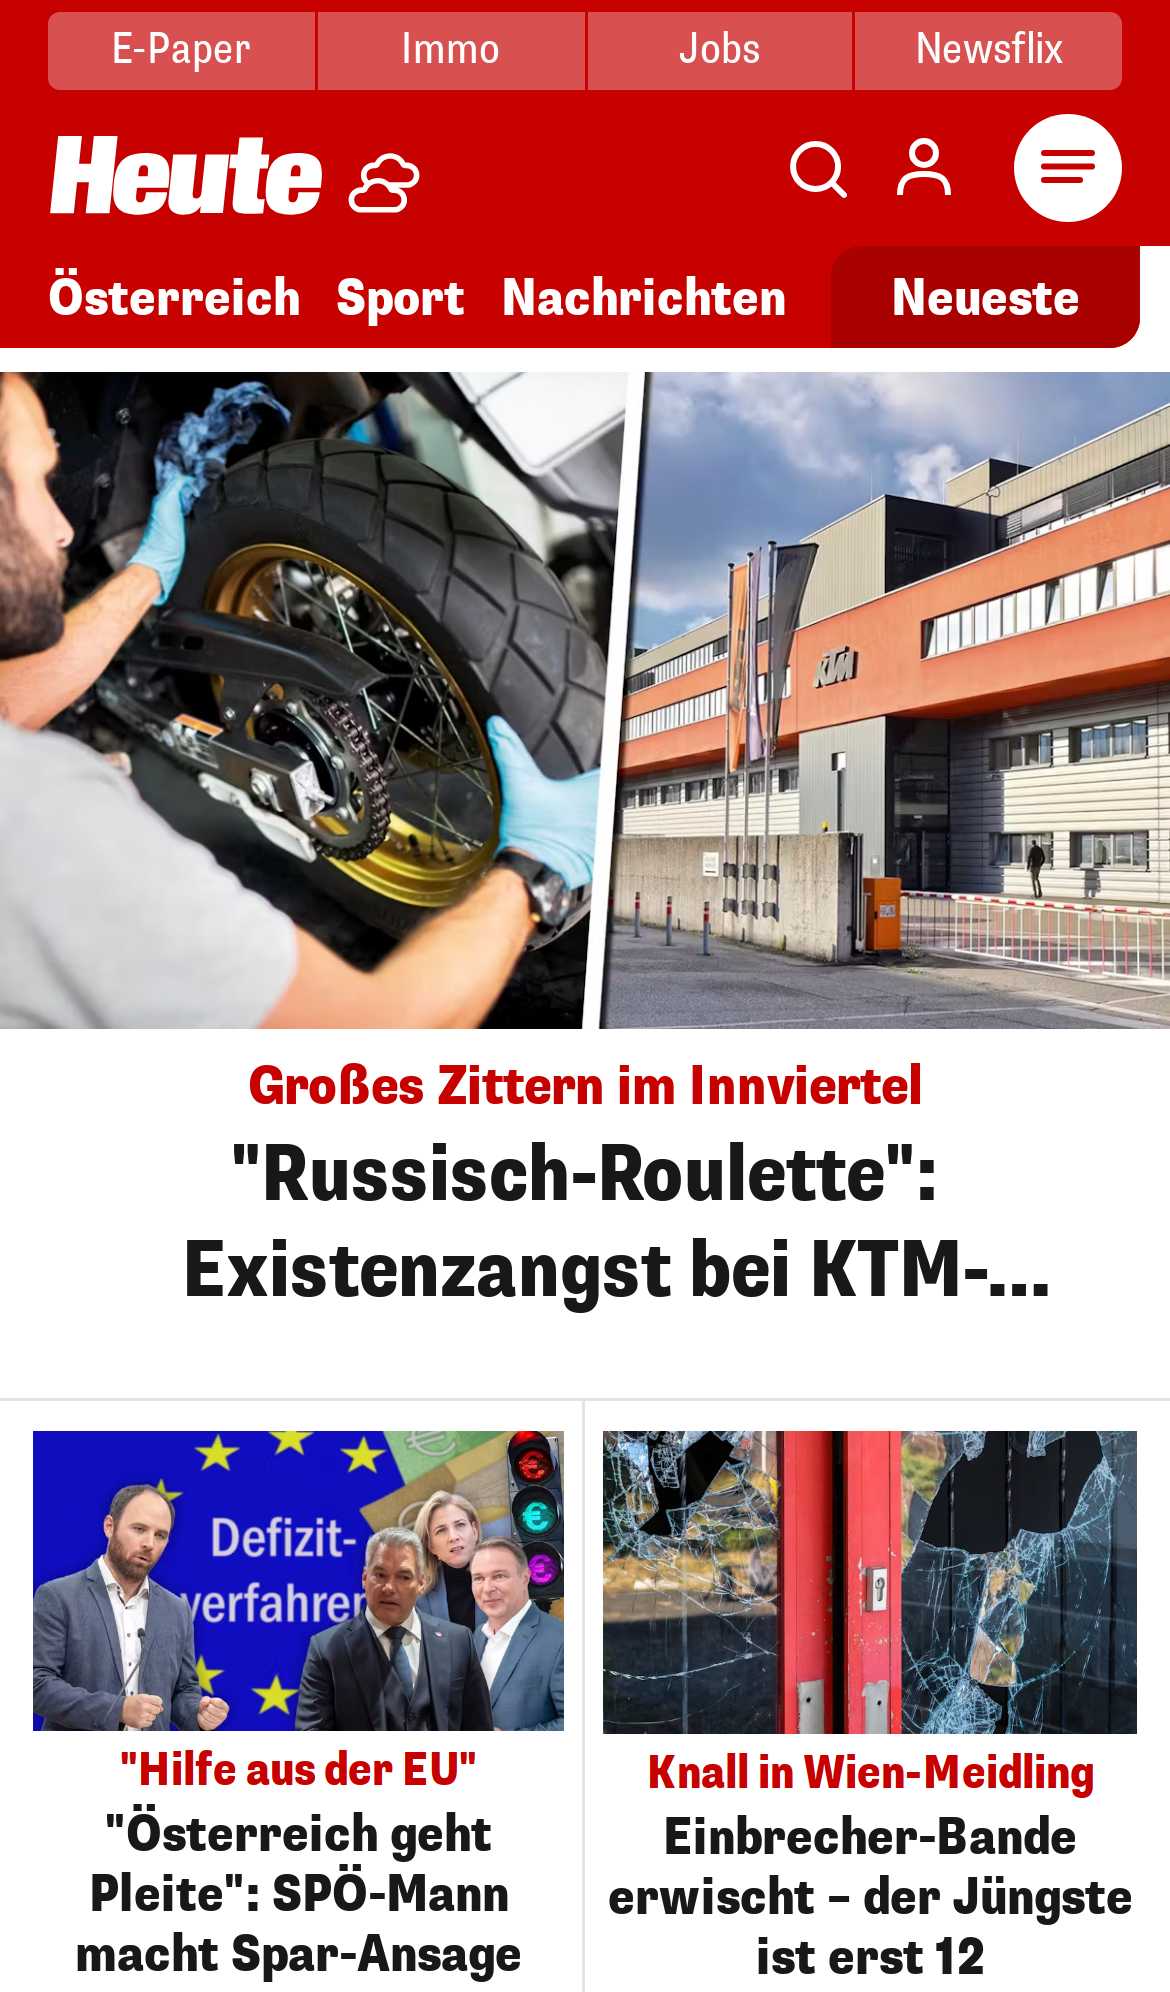 E-Paper
Immo
Jobs
Newsflix
Heute
Österreich
Sport
Nachrichten
Neueste
KTM
Großes Zittern im Innviertel
"Russisch-Roulette":
Existenzangst bei KTM-...
Defizit-
verfahren
"Hilfe aus der EU"
"Österreich geht
Pleite": SPÖ-Mann
macht Spar-Ansage
Knall in Wien-Meidling
Einbrecher-Bande
erwischt – der Jüngste
ist erst 12